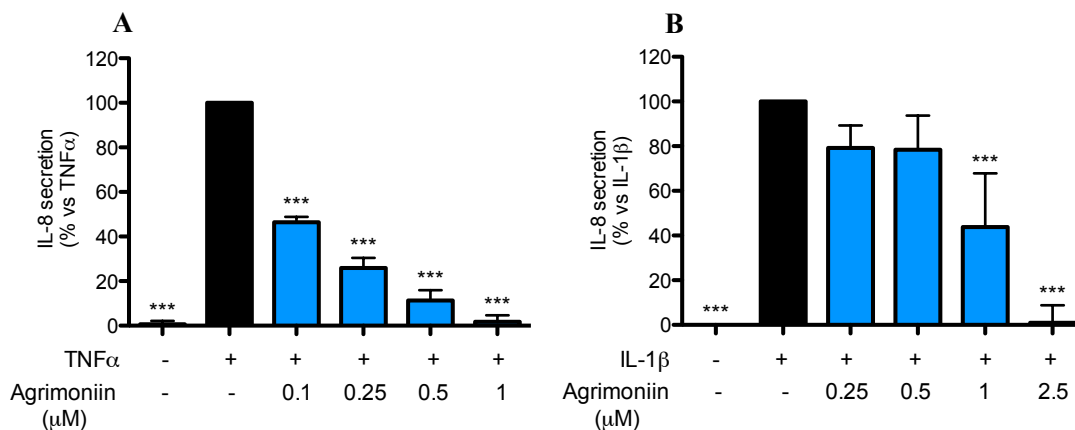 A
120
100
80
60
40
20
0
IL-8 secretion
(% vs TNFα)
*** *** *** *** ***
TNFα - + + + + +
Agrimoniin - - 0.1 0.25 0.5 1
(μM)
B
120
100
80
60
40
20
0
IL-8 secretion
(% vs IL-1β)
*** *** ***
IL-1β - + + + + +
Agrimoniin - - 0.25 0.5 1 2.5
(μM)